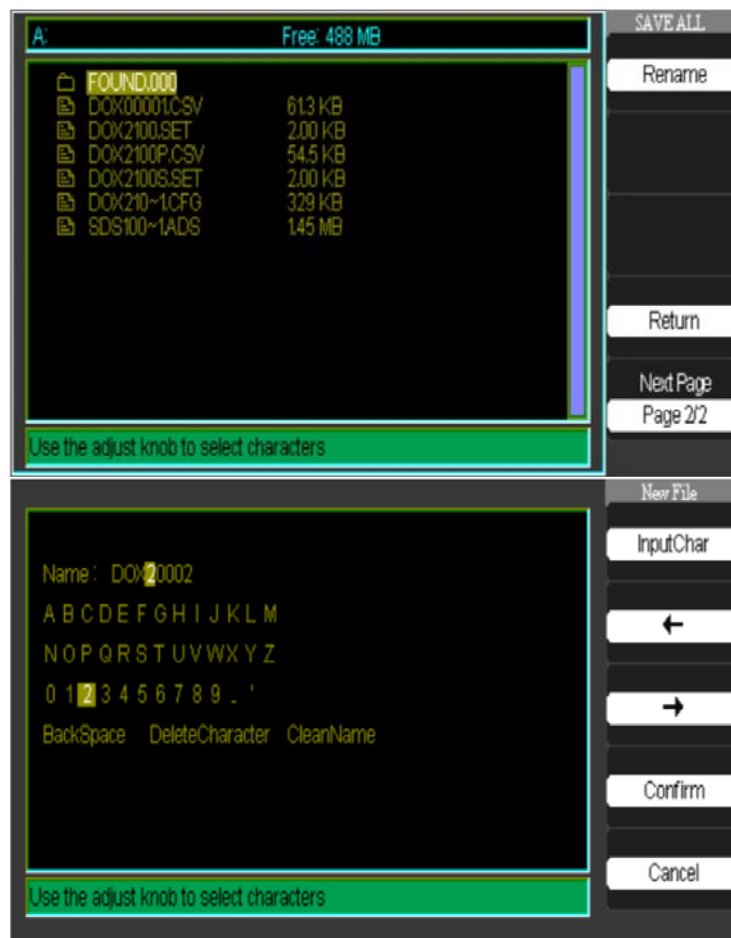 A: Free: 488 MB
SAVE ALL
FOUND.000
Rename
DOX00001.CSV 61.3 KB
DOX2100.SET 2.00 KB
DOX2100P.CSV 54.5 KB
DOX2100S.SET 2.00 KB
DOX210~1.CFG 329 KB
SDS100~1.ADS 1.45 MB
Return
Next Page
Page 2/2
Use the adjust knob to select characters
New File
InputChar
Name : DOX20002
A B C D E F G H I J K L M
←
N O P Q R S T U V W X Y Z
0 1 2 3 4 5 6 7 8 9 _ '
→
BackSpace DeleteCharacter CleanName
Confirm
Cancel
Use the adjust knob to select characters